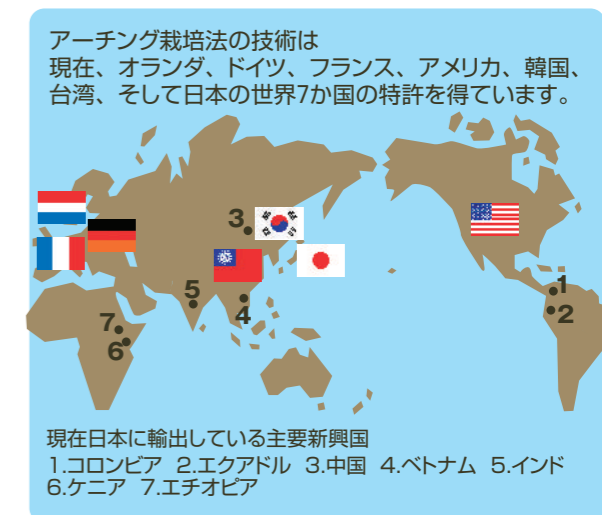 アーチング栽培法の技術は
現在、オランダ、ドイツ、フランス、アメリカ、韓国、
台湾、そして日本の世界7か国の特許を得ています。
3
1
5
2
4
7
6
現在日本に輸出している主要新興国
1.コロンビア 2.エクアドル 3.中国 4.ベトナム 5.インド
6.ケニア 7.エチオピア